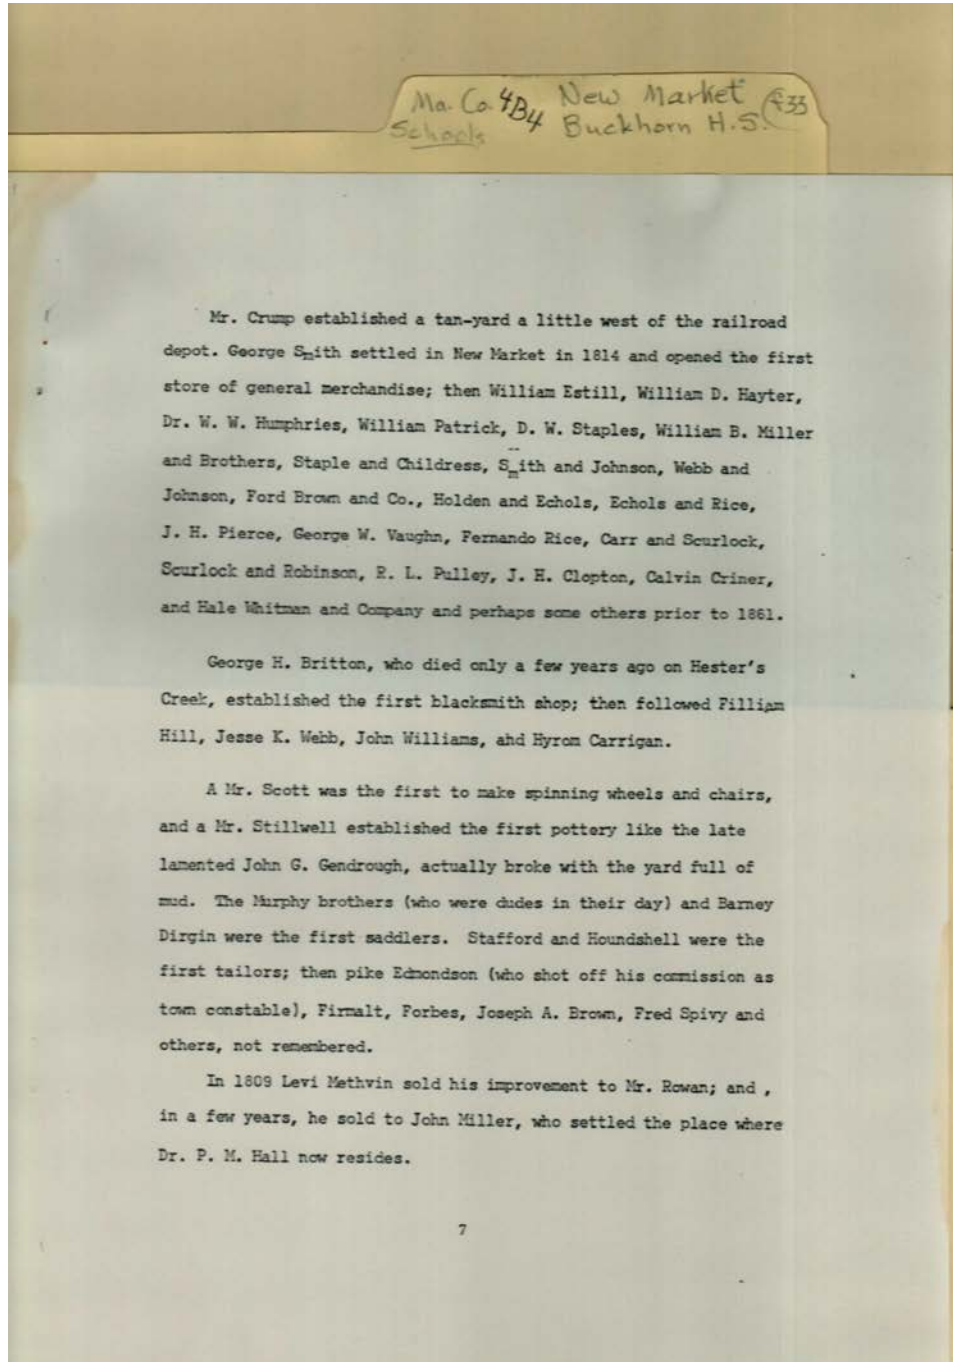 Ma. Co. 4B4 New Market
Schools Buckhorn H.S. 33
Mr. Crump established a tan-yard a little west of the railroad
depot. George Smith settled in New Market in 1814 and opened the first
store of general merchandise; then William Estill, William D. Hayter,
Dr. W. W. Humphries, William Patrick, D. W. Staples, William B. Miller
and Brothers, Staple and Childress, Smith and Johnson, Webb and
Johnson, Ford Brown and Co., Holden and Echols, Echols and Rice,
J. H. Pierce, George W. Vaughn, Fernando Rice, Carr and Scurlock,
Scurlock and Robinson, R. L. Pulley, J. H. Clopton, Calvin Criner,
and Hale Whitman and Company and perhaps some others prior to 1861.
George H. Britton, who died only a few years ago on Hester's
Creek, established the first blacksmith shop; then followed Filliam
Hill, Jesse K. Webb, John Williams, ahd Hyrom Carrigan.
A Mr. Scott was the first to make spinning wheels and chairs,
and a Mr. Stillwell established the first pottery like the late
lamented John G. Gendrough, actually broke with the yard full of
mud. The Murphy brothers (who were dudes in their day) and Barney
Dirgin were the first saddlers. Stafford and Houndshell were the
first tailors; then pike Edmondson (who shot off his commission as
town constable), Firmalt, Forbes, Joseph A. Brown, Fred Spivy and
others, not remembered.
In 1809 Levi Methvin sold his improvement to Mr. Rowan; and ,
in a few years, he sold to John Miller, who settled the place where
Dr. P. M. Hall now resides.
7